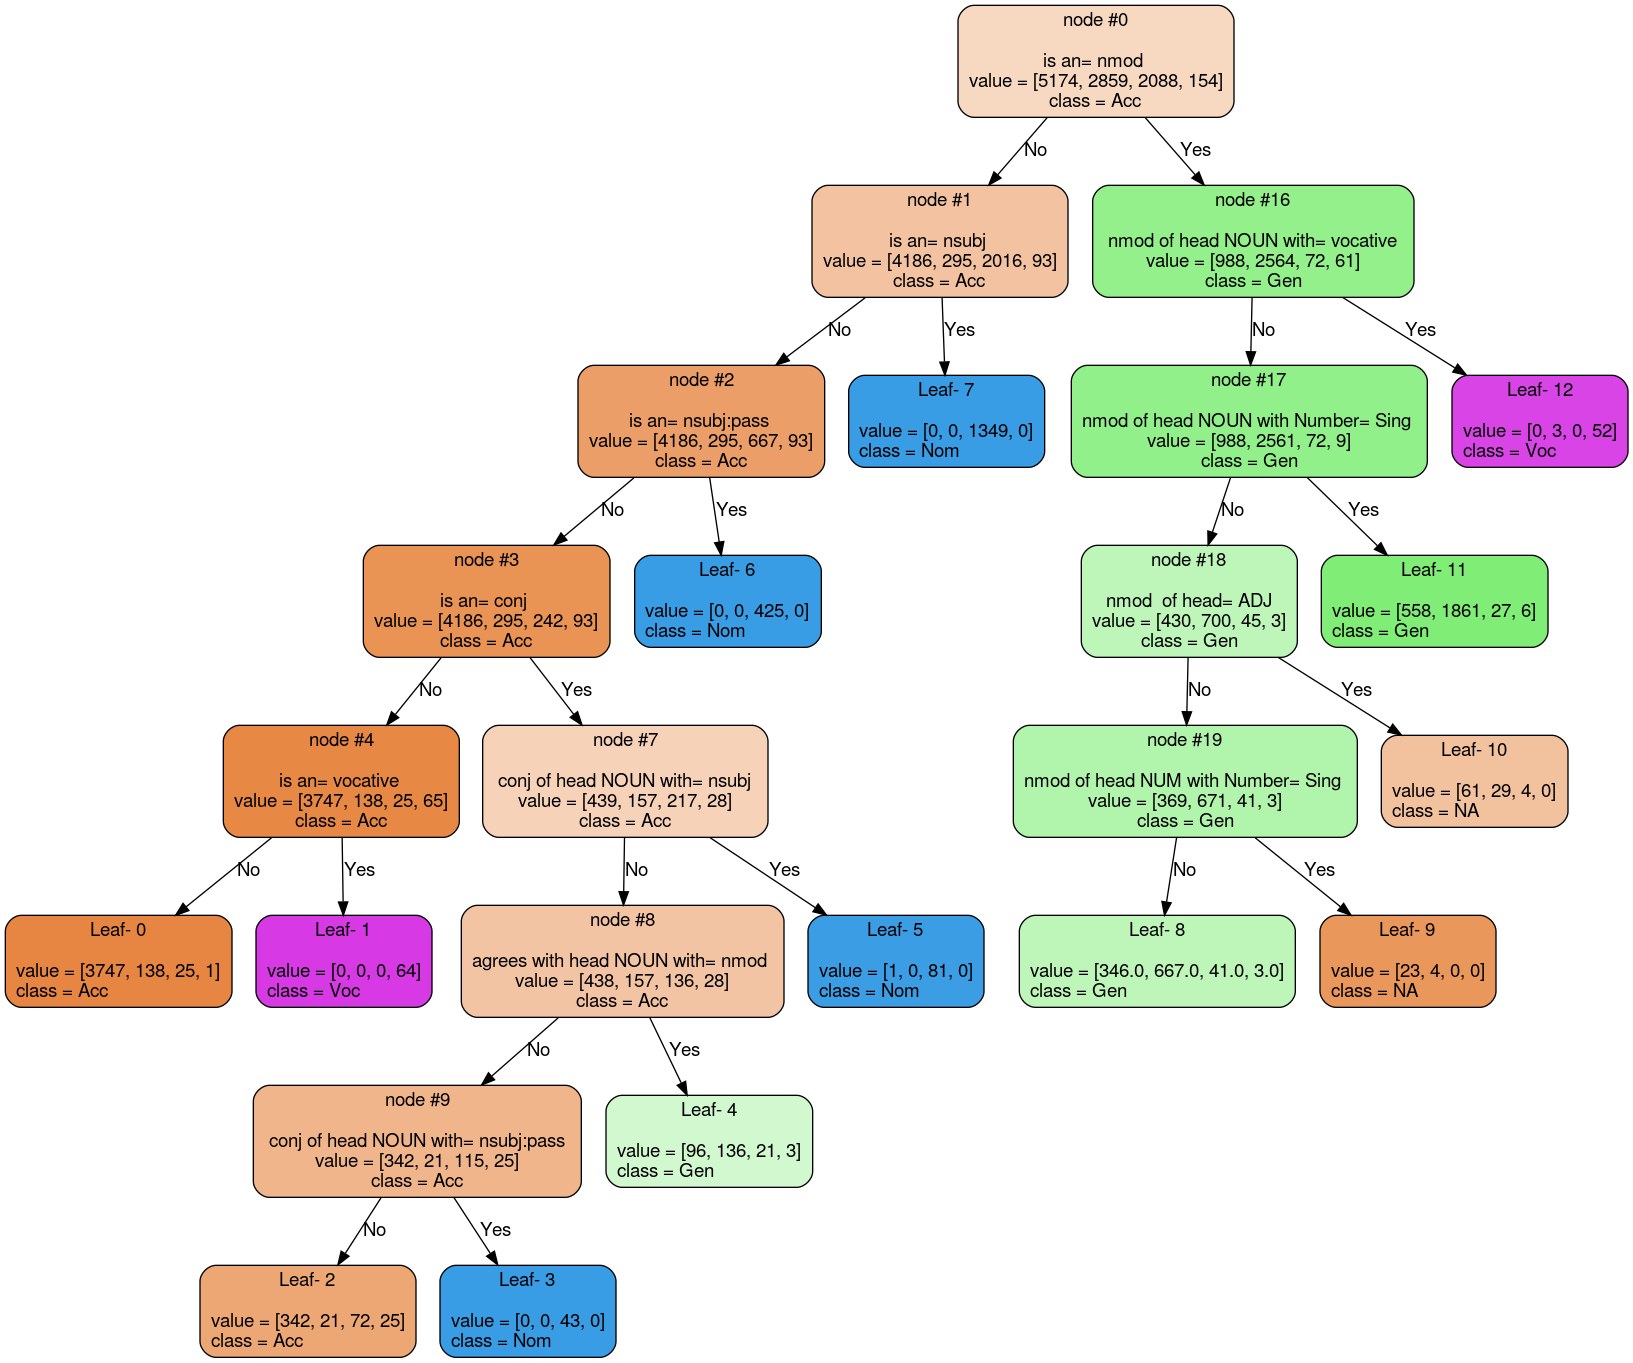 node #0
is an= nmod
value = [5174, 2859, 2088, 154]
class = Acc
No
Yes
node #1
is an= nsubj
value = [4186, 295, 2016, 93]
class = Acc
node #16
nmod of head NOUN with= vocative
value = [988, 2564, 72, 61]
class = Gen
No
Yes
No
Yes
node #2
is an= nsubj:pass
value = [4186, 295, 667, 93]
class = Acc
Leaf- 7
value = [0, 0, 1349, 0]
class = Nom
node #17
nmod of head NOUN with Number= Sing
value = [988, 2561, 72, 9]
class = Gen
Leaf- 12
value = [0, 3, 0, 52]
class = Voc
No
Yes
No
Yes
node #3
is an= conj
value = [4186, 295, 242, 93]
class = Acc
Leaf- 6
value = [0, 0, 425, 0]
class = Nom
node #18
nmod  of head= ADJ
value = [430, 700, 45, 3]
class = Gen
Leaf- 11
value = [558, 1861, 27, 6]
class = Gen
No
Yes
No
Yes
node #4
is an= vocative
value = [3747, 138, 25, 65]
class = Acc
node #7
conj of head NOUN with= nsubj
value = [439, 157, 217, 28]
class = Acc
node #19
nmod of head NUM with Number= Sing
value = [369, 671, 41, 3]
class = Gen
Leaf- 10
value = [61, 29, 4, 0]
class = NA
No
Yes
No
Yes
No
Yes
Leaf- 0
value = [3747, 138, 25, 1]
class = Acc
Leaf- 1
value = [0, 0, 0, 64]
class = Voc
node #8
agrees with head NOUN with= nmod
value = [438, 157, 136, 28]
class = Acc
Leaf- 5
value = [1, 0, 81, 0]
class = Nom
Leaf- 8
value = [346.0, 667.0, 41.0, 3.0]
class = Gen
Leaf- 9
value = [23, 4, 0, 0]
class = NA
No
Yes
node #9
conj of head NOUN with= nsubj:pass
value = [342, 21, 115, 25]
class = Acc
Leaf- 4
value = [96, 136, 21, 3]
class = Gen
No
Yes
Leaf- 2
value = [342, 21, 72, 25]
class = Acc
Leaf- 3
value = [0, 0, 43, 0]
class = Nom